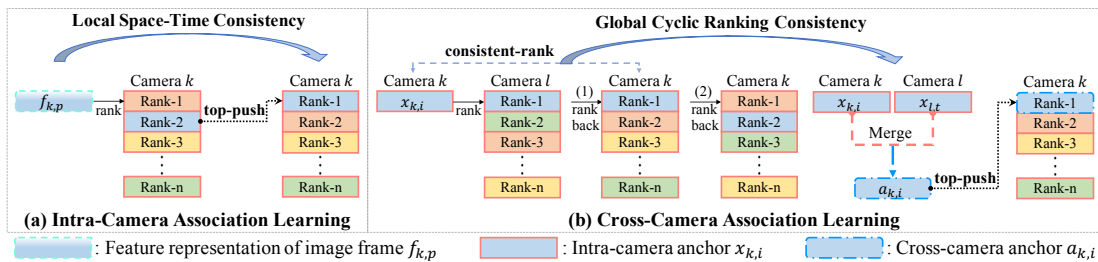 Local Space-Time Consistency
Global Cyclic Ranking Consistency
consistent-rank
Camera k
Camera k
f_{k,p}
rank
Rank-1
Rank-2
Rank-3
Rank-n
top-push
Rank-1
Rank-2
Rank-3
Rank-n
(a) Intra-Camera Association Learning
Camera k
Camera l
Camera k
Camera k
Camera k
Camera l
Camera k
x_{k,i}
rank
Rank-1
Rank-2
Rank-3
Rank-n
(1)
rank
back
Rank-1
Rank-2
Rank-3
Rank-n
(2)
rank
back
Rank-1
Rank-2
Rank-3
Rank-n
x_{k,i}
x_{l,t}
Merge
a_{k,i}
top-push
Rank-1
Rank-2
Rank-3
Rank-n
(b) Cross-Camera Association Learning
: Feature representation of image frame f_{k,p}
: Intra-camera anchor x_{k,i}
: Cross-camera anchor a_{k,i}